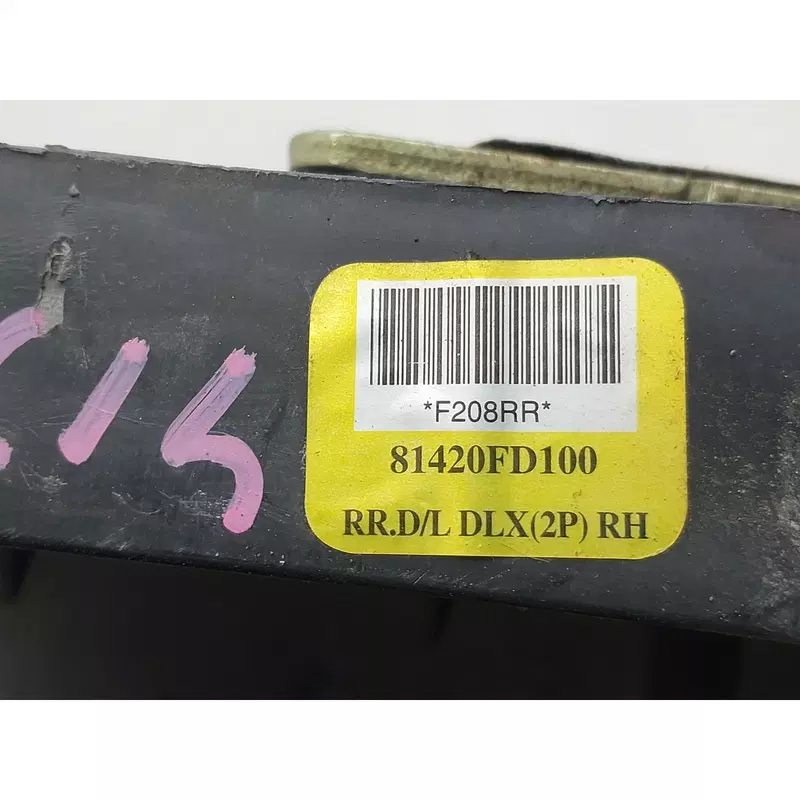 *F208RR*
81420FD100
RR.D/L DLX(2P) RH